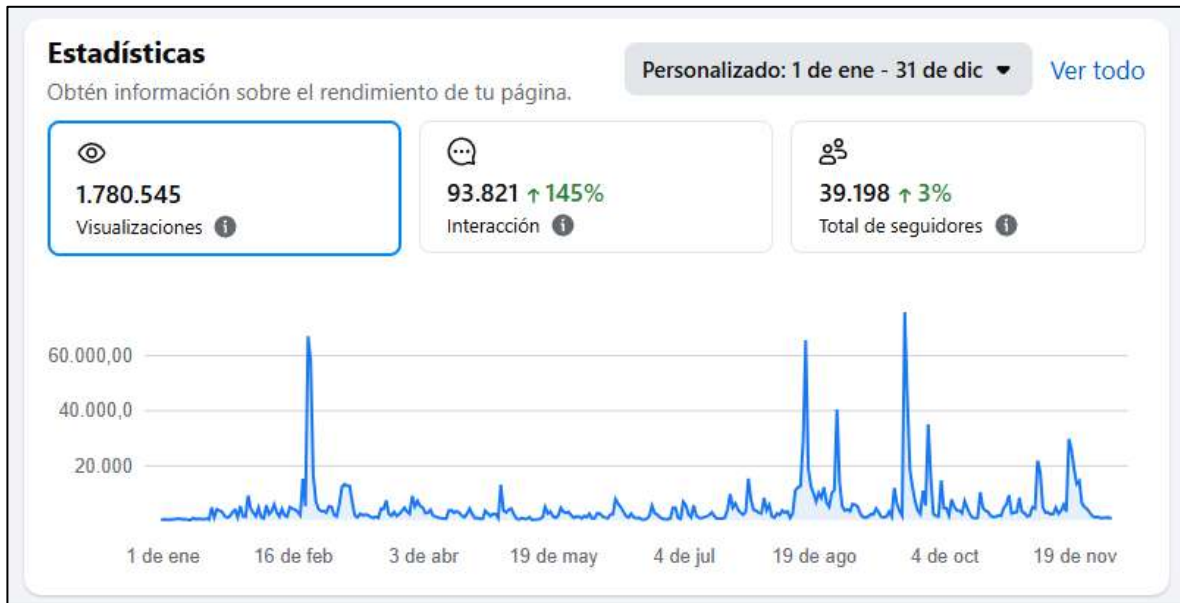 Estadísticas
Obtén información sobre el rendimiento de tu página.
Personalizado: 1 de ene - 31 de dic
Ver todo
1.780.545
Visualizaciones
93.821 ↑ 145%
Interacción
39.198 ↑ 3%
Total de seguidores
60.000,00
40.000,0
20.000
1 de ene 16 de feb 3 de abr 19 de may 4 de jul 19 de ago 4 de oct 19 de nov